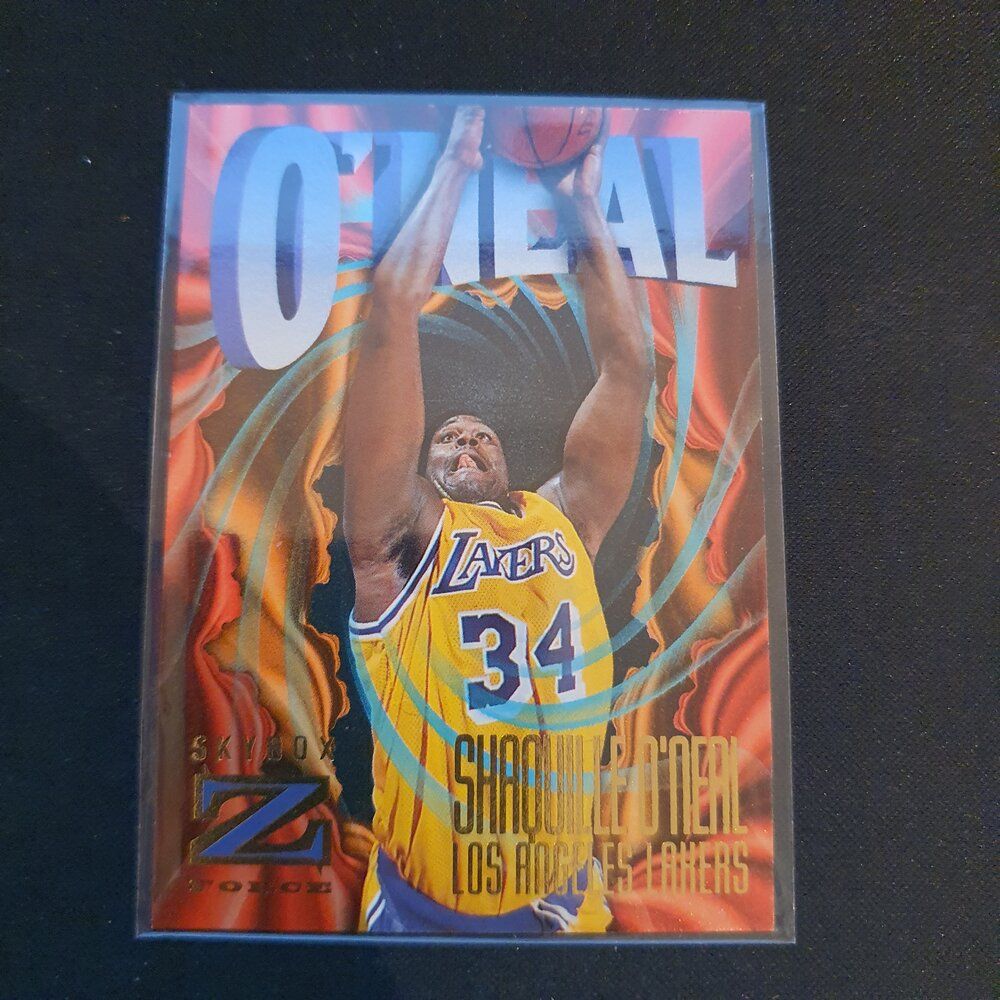 O'NEAL
LAKERS
34
SKYBOX
Z
FORCE
SHAQUILLE O'NEAL
LOS ANGELES LAKERS